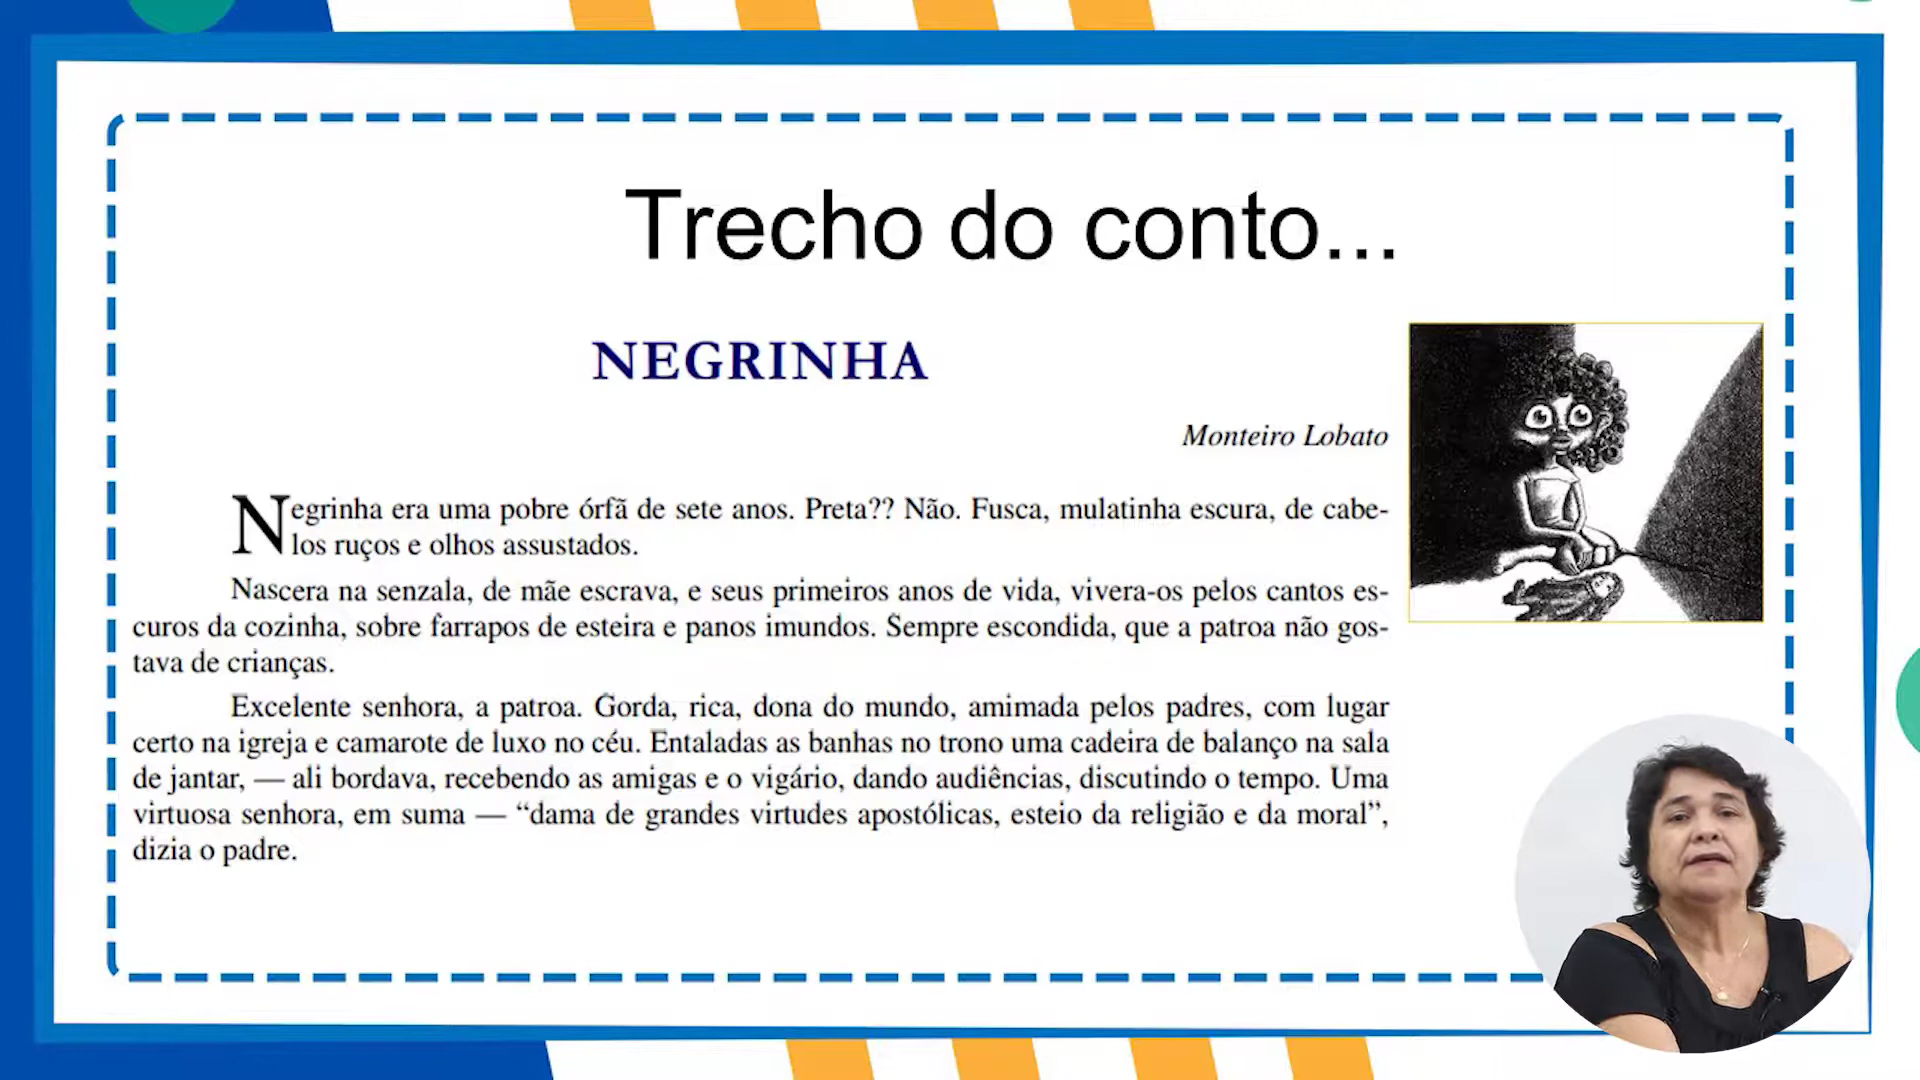 Trecho do conto...
NEGRINHA
Monteiro Lobato
Negrinha era uma pobre órfã de sete anos. Preta?? Não. Fusca, mulatinha escura, de cabe-
los ruços e olhos assustados.
Nascera na senzala, de mãe escrava, e seus primeiros anos de vida, vivera-os pelos cantos es-
curos da cozinha, sobre farrapos de esteira e panos imundos. Sempre escondida, que a patroa não gos-
tava de crianças.
Excelente senhora, a patroa. Gorda, rica, dona do mundo, amimada pelos padres, com lugar
certo na igreja e camarote de luxo no céu. Entaladas as banhas no trono uma cadeira de balanço na sala
de jantar, — ali bordava, recebendo as amigas e o vigário, dando audiências, discutindo o tempo. Uma
virtuosa senhora, em suma — “dama de grandes virtudes apostólicas, esteio da religião e da moral”,
dizia o padre.